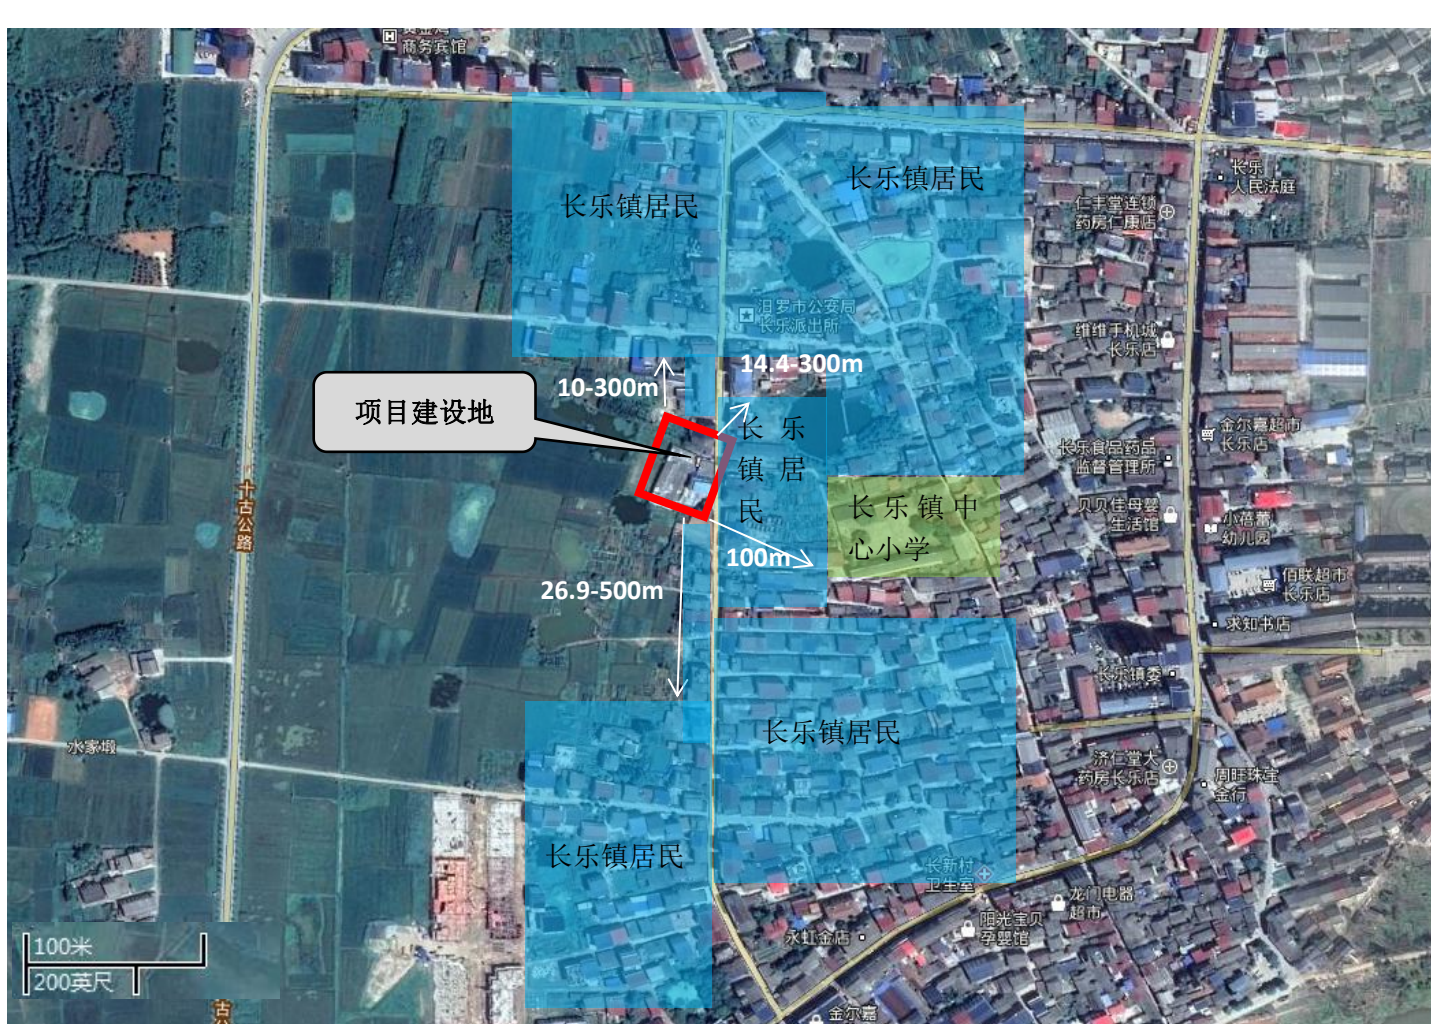 商务宾馆
长乐
人民法庭
长乐镇居民
仁丰堂连锁
药房仁康店
长乐镇居民
汨罗市公安局
长乐派出所
维维手机城
长乐店
14.4-300m
10-300m
项目建设地
长乐
镇居
民
金尔嘉超市
长乐店
长乐食品药品
监督管理所
十古公路
长乐镇中
心小学
贝贝佳母婴
生活馆
小蓓蕾
幼儿园
100m
26.9-500m
佰联超市
长乐店
求知书店
长乐镇委
长乐镇居民
水家塅
济仁堂大
药房长乐店
周旺珠宝
金行
长乐镇居民
长新村
卫生室
龙门电器
超市
阳光宝贝
孕婴馆
永虹金店
100米
200英尺
金尔嘉